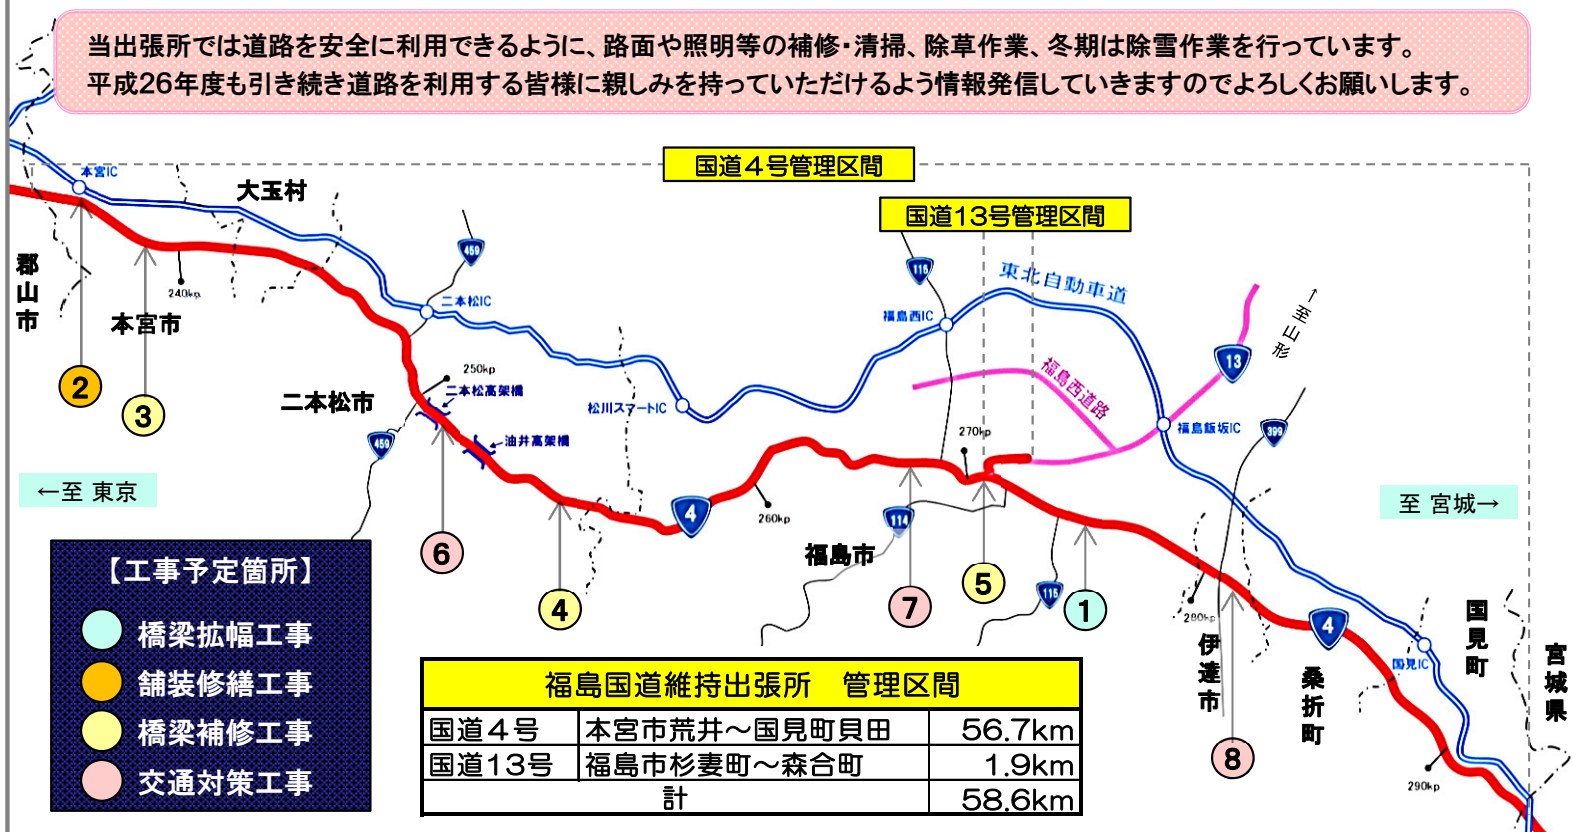 当出張所では道路を安全に利用できるように、路面や照明等の補修・清掃、除草作業、冬期は除雪作業を行っています。
平成26年度も引き続き道路を利用する皆様に親しみを持っていただけるよう情報発信していきますのでよろしくお願いします。
国道4号管理区間
国道13号管理区間
本宮IC
大玉村
郡山市
240kp
本宮市
459
二本松IC
116
東北自動車道
福島西IC
←至山形
13
2
3
250kp
二本松高架橋
二本松市
459
油井高架橋
松川スマートIC
福島西道路
270kp
福島飯坂IC
399
←至 東京
至 宮城→
4
260kp
114
福島市
6
4
7
5
115
1
280kp
伊達市
8
4
桑折町
国見IC
国見町
宮城県
290kp
【工事予定箇所】
橋梁拡幅工事
舗装修繕工事
橋梁補修工事
交通対策工事
福島国道維持出張所 管理区間
国道4号 本宮市荒井～国見町貝田 56.7km
国道13号 福島市杉妻町～森合町 1.9km
計 58.6km